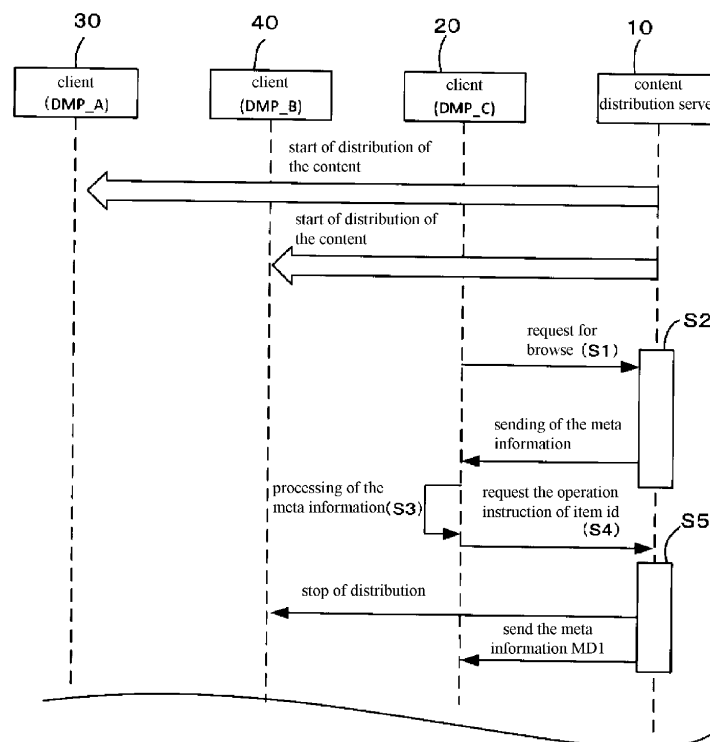 30
40
20
10
client
(DMP_A)
client
(DMP_B)
client
(DMP_C)
content
distribution serve
start of distribution of
the content
start of distribution of
the content
S2
request for
browse (S1)
sending of the meta
information
processing of the
meta information(S3)
request the operation
instruction of item id
(S4)
S5
stop of distribution
send the meta
information MD1